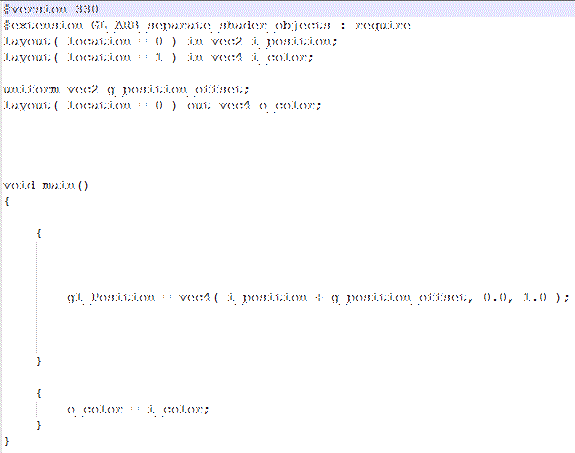 #version 330
#extension GL_ARB_separate_shader_objects : require
layout( location = 0 ) in vec2 i_position;
layout( location = 1 ) in vec4 i_color;
uniform vec2 g_position_offset;
layout( location = 0 ) out vec4 o_color;
void main()
{
{
gl_Position = vec4( i_position + g_position_offset, 0.0, 1.0 );
}
{
o_color = i_color;
}
}